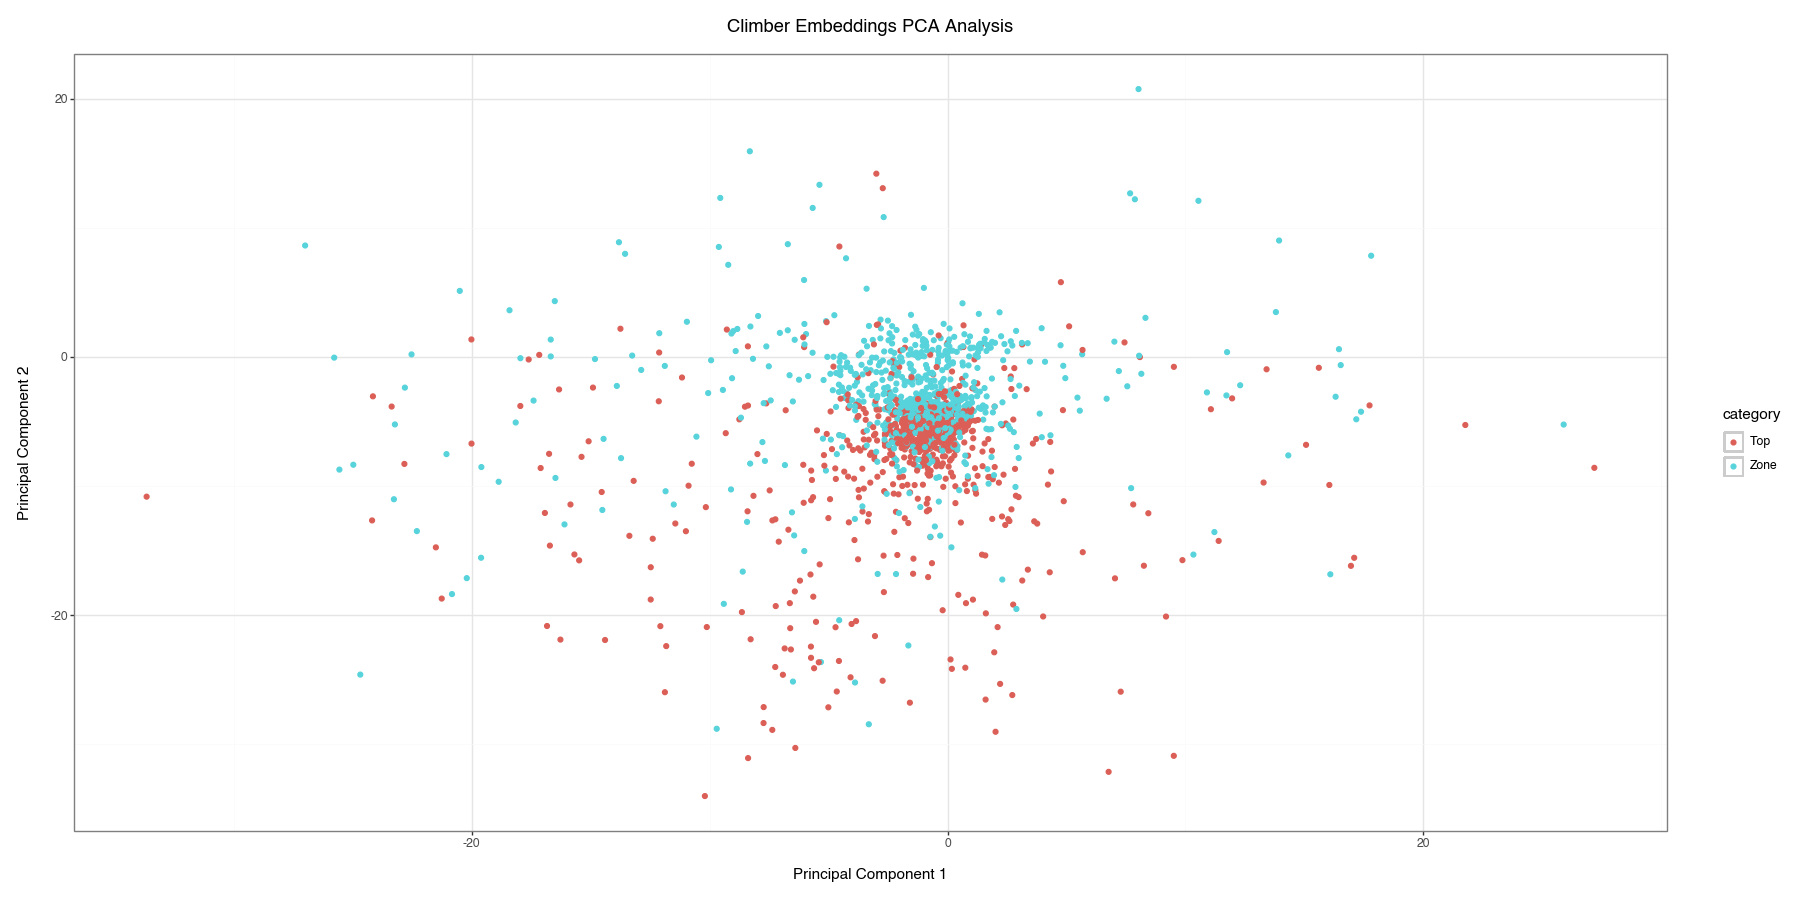 Climber Embeddings PCA Analysis
20
0
-20
Principal Component 2
-20
0
20
Principal Component 1
category
Top
Zone